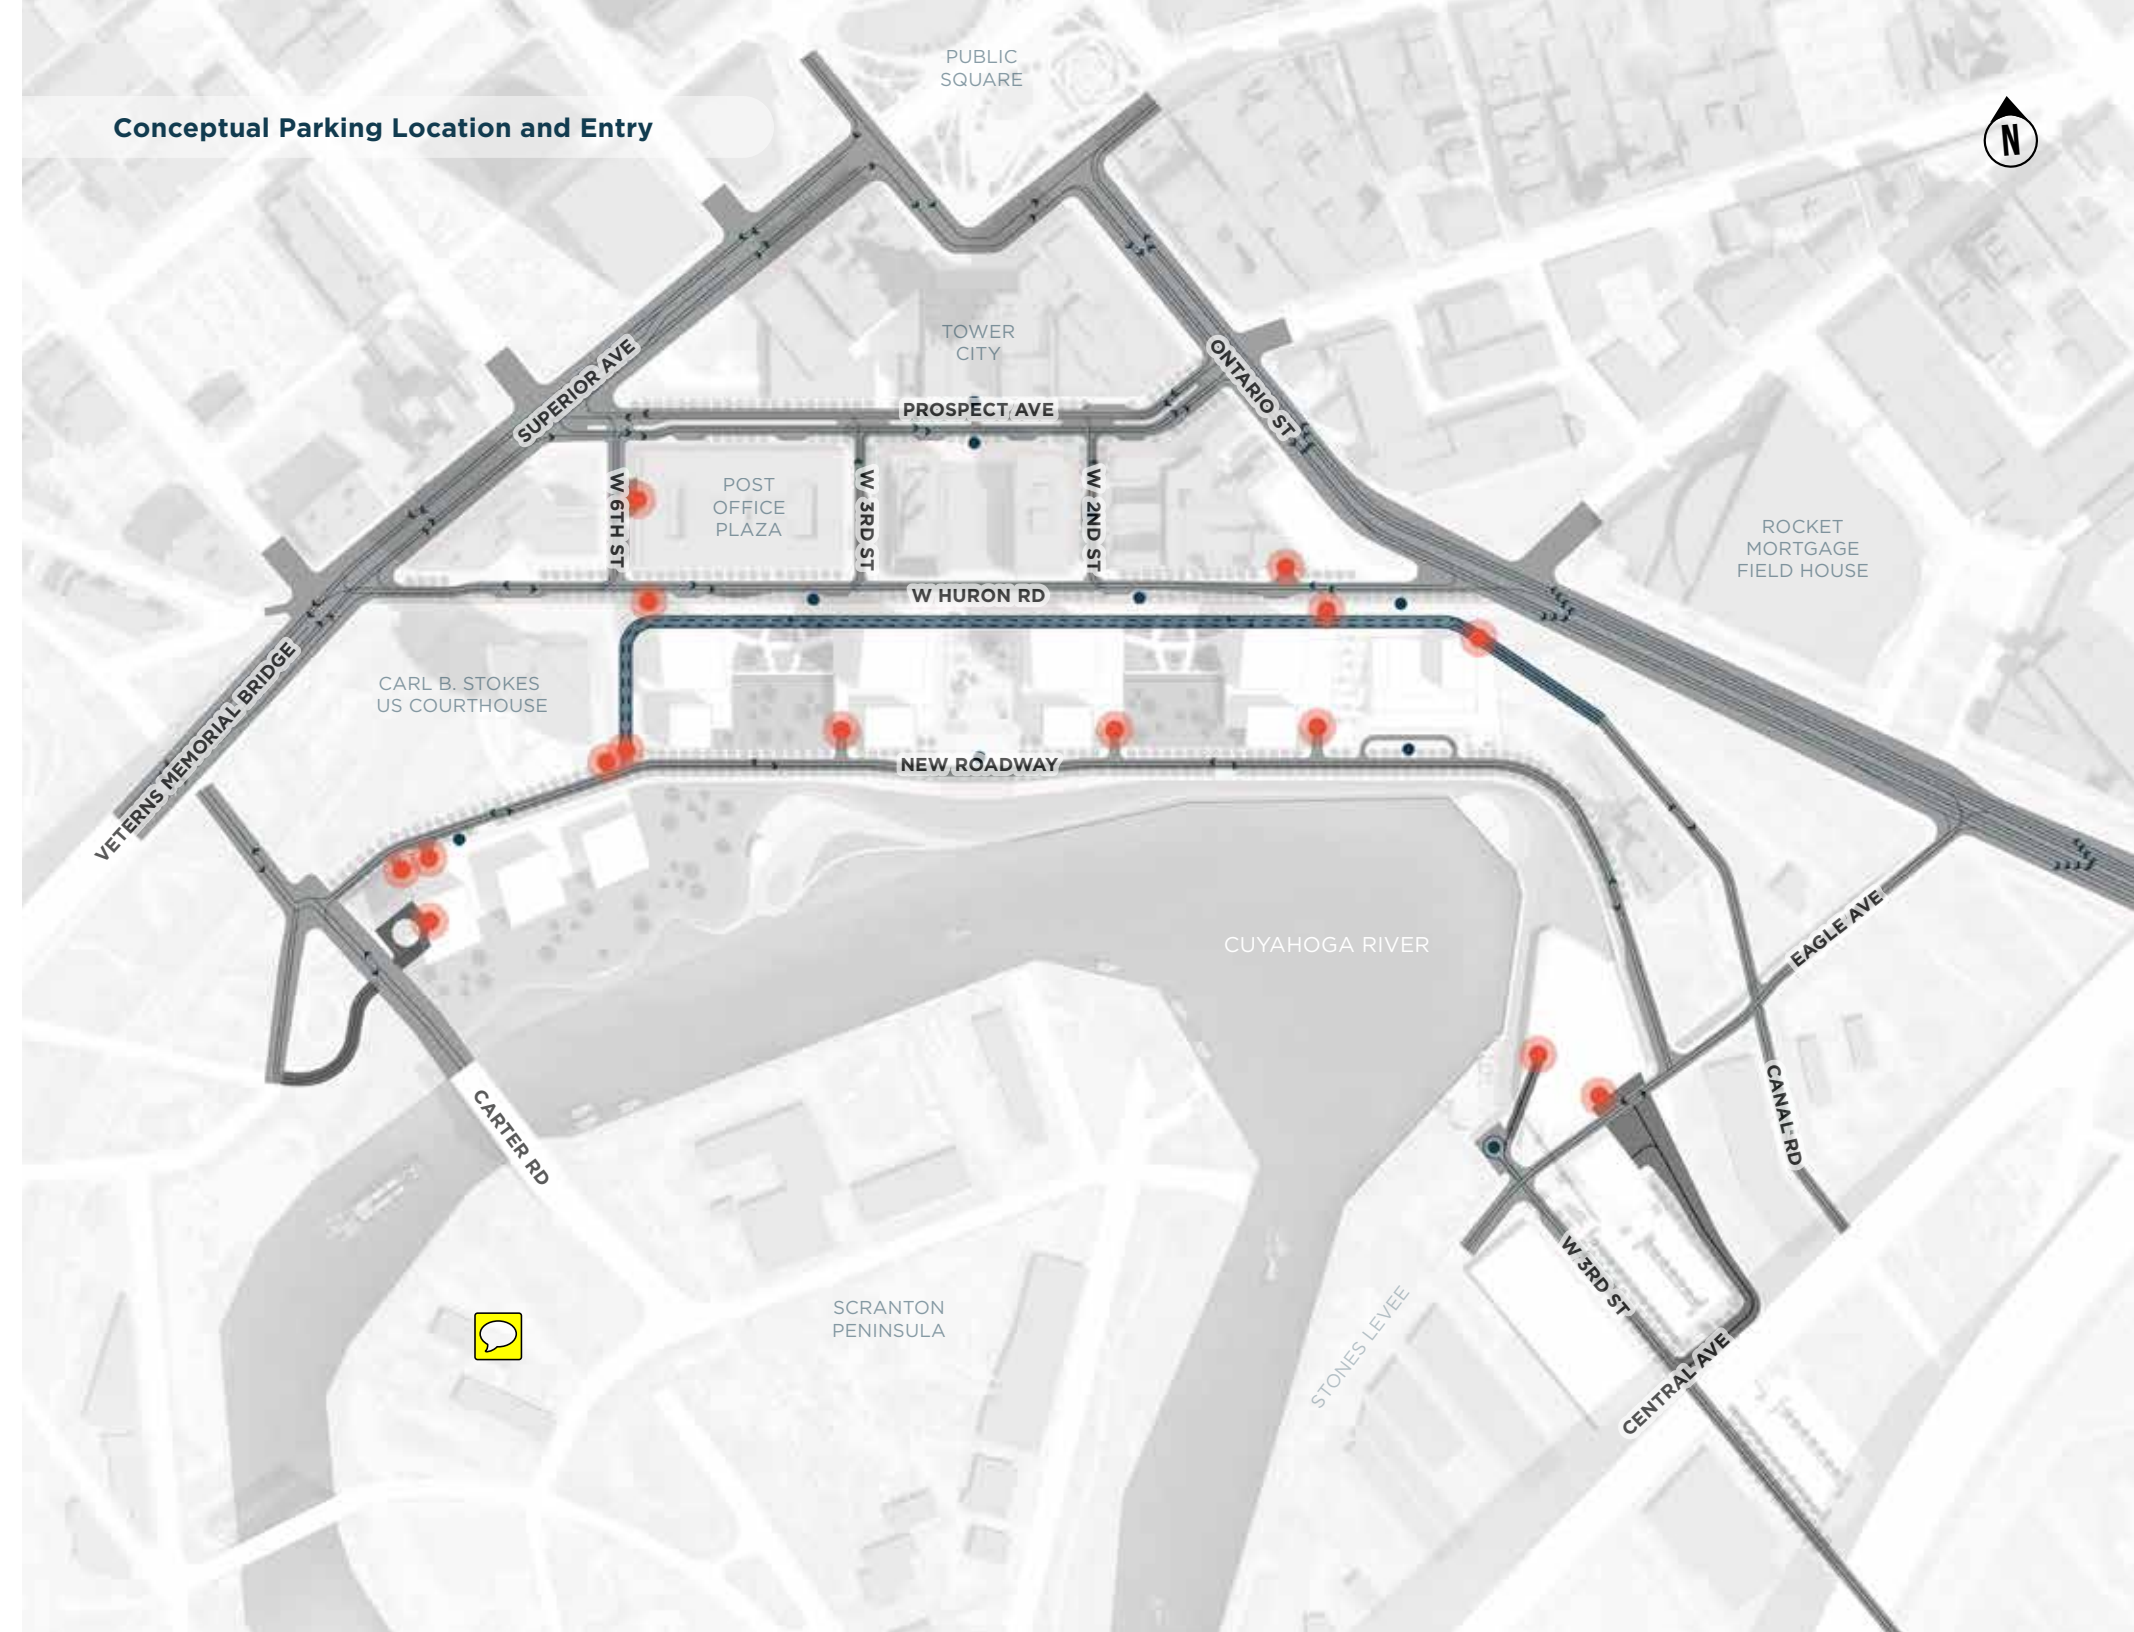 PUBLIC
SQUARE
Conceptual Parking Location and Entry
N
TOWER
CITY
SUPERIOR AVE
ONTARIO ST
PROSPECT AVE
W 6TH ST
POST
OFFICE
PLAZA
W 3RD ST
W 2ND ST
ROCKET
MORTGAGE
FIELD HOUSE
W HURON RD
VETERNS MEMORIAL BRIDGE
CARL B. STOKES
US COURTHOUSE
NEW ROADWAY
CUYAHOGA RIVER
EAGLE AVE
CARTER RD
CANAL RD
W 3RD ST
SCRANTON
PENINSULA
STONES LEVEE
CENTRAL AVE